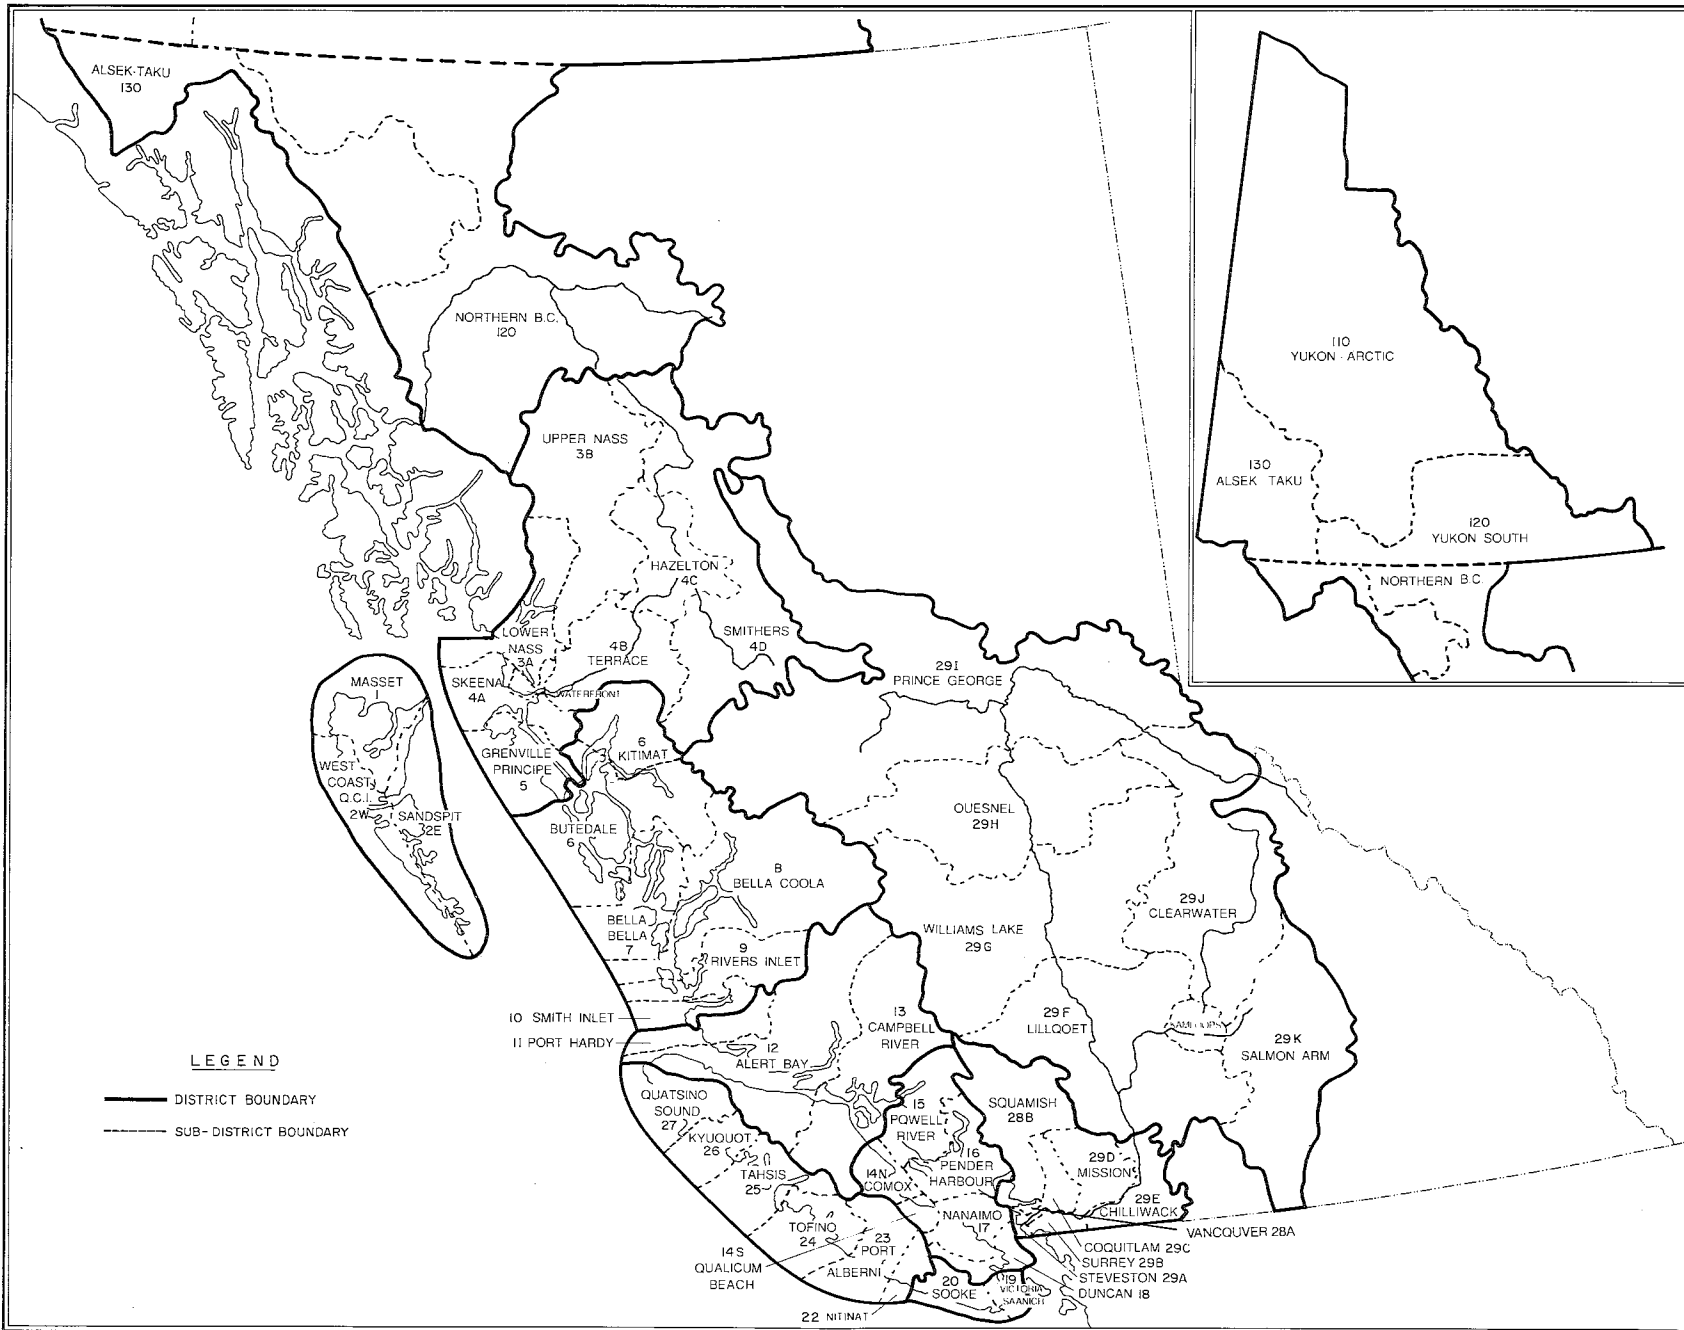 ALSEK-TAKU
130
NORTHERN B.C.
120
UPPER NASS
3B
HAZELTON
4C
LOWER
NASS
3A
4B
TERRACE
SMITHERS
4D
SKEENA
4A
WATERFRONT
MASSET
1
WEST
COAST
Q.C.I.
2W
SANDSPIT
2E
GRENVILLE
PRINCIPE
5
6
KITIMAT
BUTEDALE
6
29I
PRINCE GEORGE
QUESNEL
29H
8
BELLA COOLA
BELLA
BELLA
7
9
RIVERS INLET
WILLIAMS LAKE
29G
29J
CLEARWATER
10 SMITH INLET
11 PORT HARDY
12
ALERT BAY
13
CAMPBELL
RIVER
29F
LILLQOET
KAMLOOPS
29K
SALMON ARM
QUATSINO
SOUND
27
KYUQUOT
26
TAHSIS
25
TOFINO
24
23
PORT
ALBERNI
15
POWELL
RIVER
16
PENDER
HARBOUR
14N
COMOX
NANAIMO
17
SQUAMISH
28B
29D
MISSION
29E
CHILLIWACK
VANCOUVER 28A
COQUITLAM 29C
SURREY 29B
STEVESTON 29A
DUNCAN 18
14S
QUALICUM
BEACH
22 NITINAT
20
SOOKE
19
VICTORIA
SAANICH
LEGEND
DISTRICT BOUNDARY
SUB-DISTRICT BOUNDARY
110
YUKON-ARCTIC
130
ALSEK TAKU
120
YUKON SOUTH
NORTHERN B.C.